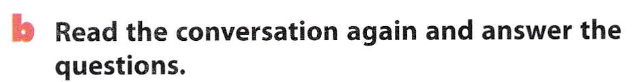 b Read the conversation again and answer the
questions.